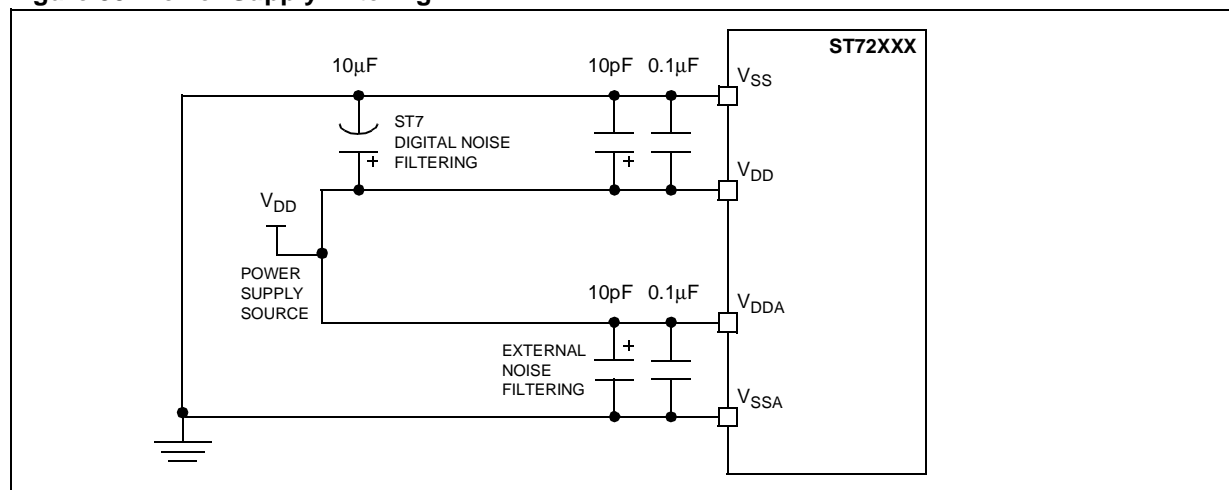 ST72XXX
10μF
10pF 0.1μF
VSS
ST7
DIGITAL NOISE
FILTERING
+
+
VDD
VDD
POWER
SUPPLY
SOURCE
10pF 0.1μF
VDDA
EXTERNAL
NOISE
FILTERING
+
VSSA